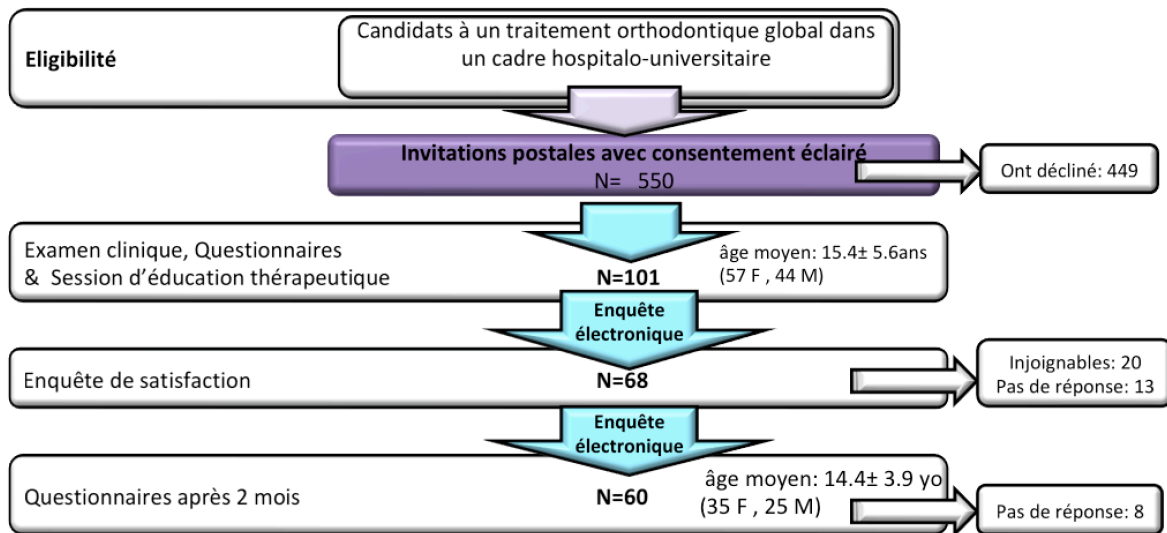 Eligibilité
Candidats à un traitement orthodontique global dans
un cadre hospitalo-universitaire
Invitations postales avec consentement éclairé
N= 550
Ont décliné: 449
Examen clinique, Questionnaires
& Session d'éducation thérapeutique
N=101
âge moyen: 15.4± 5.6ans
(57 F , 44 M)
Enquête
électronique
Enquête de satisfaction
N=68
Injoignables: 20
Pas de réponse: 13
Enquête
électronique
Questionnaires après 2 mois
N=60
âge moyen: 14.4± 3.9 yo
(35 F , 25 M)
Pas de réponse: 8